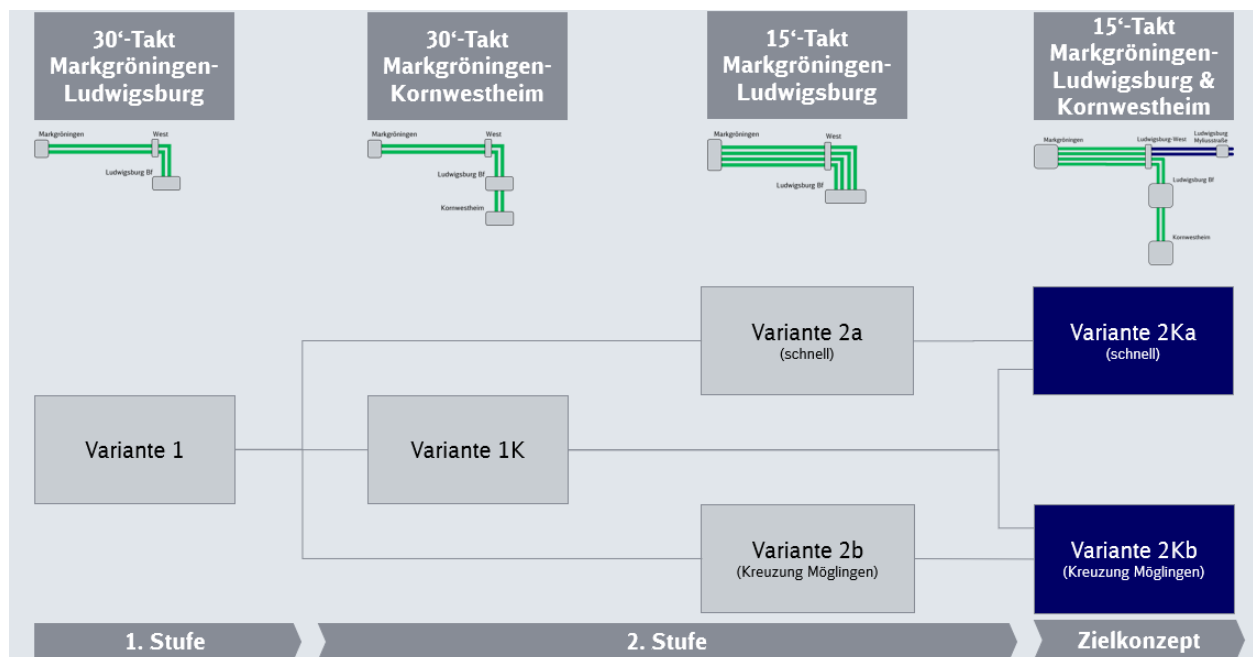 30‘-Takt
Markgröningen-
Ludwigsburg
30‘-Takt
Markgröningen-
Kornwestheim
15‘-Takt
Markgröningen-
Ludwigsburg
15‘-Takt
Markgröningen-
Ludwigsburg &
Kornwestheim
Markgröningen
West
Ludwigsburg Bf
Markgröningen
West
Ludwigsburg Bf
Kornwestheim
Markgröningen
West
Ludwigsburg Bf
Markgröningen
Ludwigsburg-West
Ludwigsburg
Myliusstraße
Ludwigsburg Bf
Kornwestheim
Variante 2a
(schnell)
Variante 2Ka
(schnell)
Variante 1
Variante 1K
Variante 2b
(Kreuzung Möglingen)
Variante 2Kb
(Kreuzung Möglingen)
1. Stufe
2. Stufe
Zielkonzept